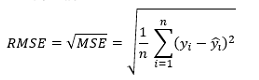 RMSE = √MSE = √(1/n ∑_{i=1}^{n} (y_i − ŷ_i)²)